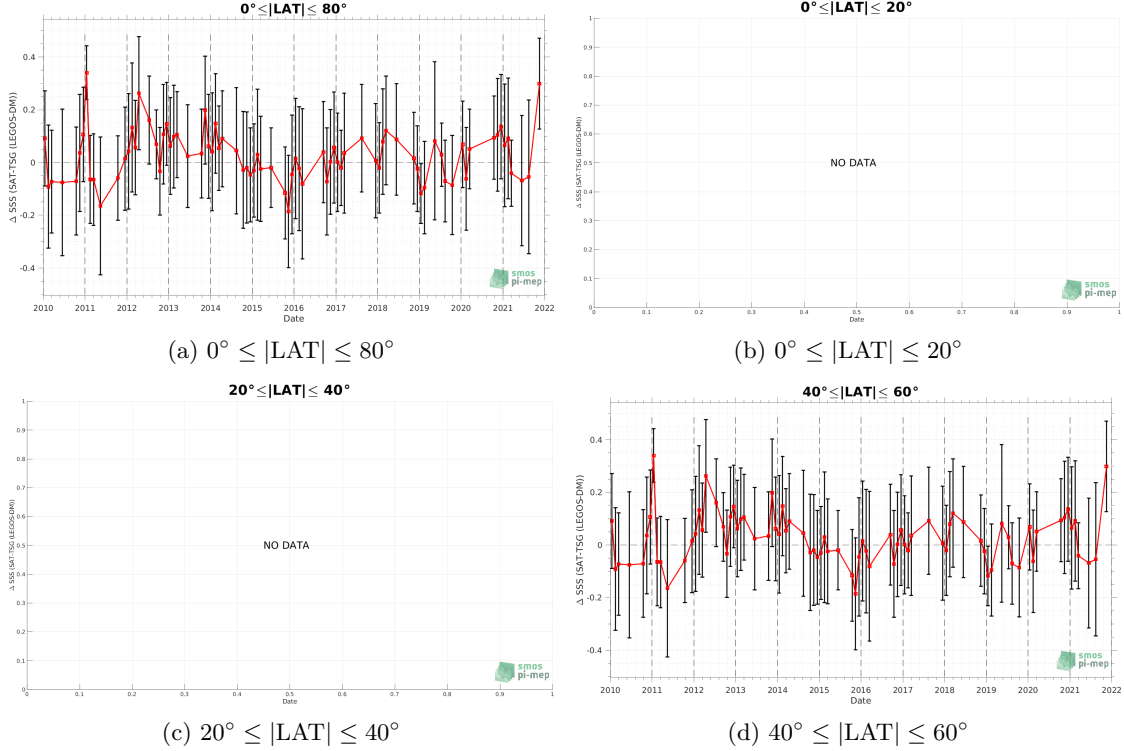 0°≤|LAT|≤ 80°
Δ SSS (SAT-TSG (LEGOS-DM))
0.4
0.2
0
-0.2
-0.4
2010 2011 2012 2013 2014 2015 2016 2017 2018 2019 2020 2021 2022
Date
smos
pi-mep
(a) 0° ≤ |LAT| ≤ 80°
0°≤|LAT|≤ 20°
Δ SSS (SAT-TSG (LEGOS-DM))
1
0.9
0.8
0.7
0.6
0.5
0.4
0.3
0.2
0.1
0
NO DATA
0 0.1 0.2 0.3 0.4 0.5 0.6 0.7 0.8 0.9 1
Date
smos
pi-mep
(b) 0° ≤ |LAT| ≤ 20°
20°≤|LAT|≤ 40°
Δ SSS (SAT-TSG (LEGOS-DM))
1
0.9
0.8
0.7
0.6
0.5
0.4
0.3
0.2
0.1
0
NO DATA
0 0.1 0.2 0.3 0.4 0.5 0.6 0.7 0.8 0.9 1
Date
smos
pi-mep
(c) 20° ≤ |LAT| ≤ 40°
40°≤|LAT|≤ 60°
Δ SSS (SAT-TSG (LEGOS-DM))
0.4
0.2
0
-0.2
-0.4
2010 2011 2012 2013 2014 2015 2016 2017 2018 2019 2020 2021 2022
Date
smos
pi-mep
(d) 40° ≤ |LAT| ≤ 60°